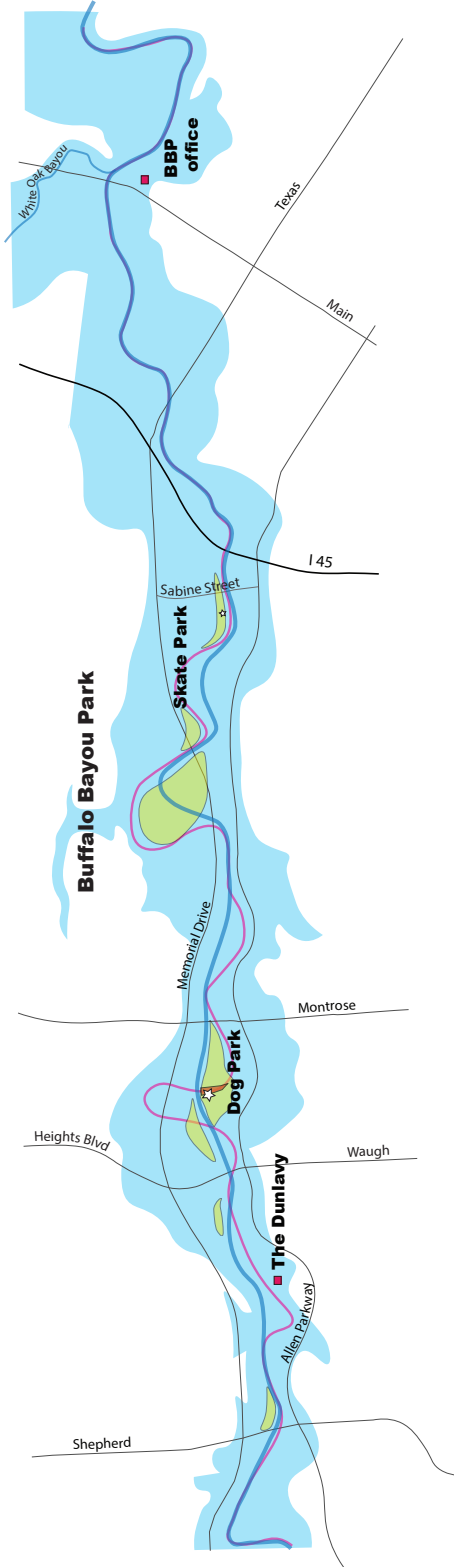 White Oak Bayou
BBP
office
Texas
Main
I 45
Sabine Street
Skate Park
Buffalo Bayou Park
Memorial Drive
Montrose
Dog Park
Heights Blvd
Waugh
The Dunlavy
Allen Parkway
Shepherd